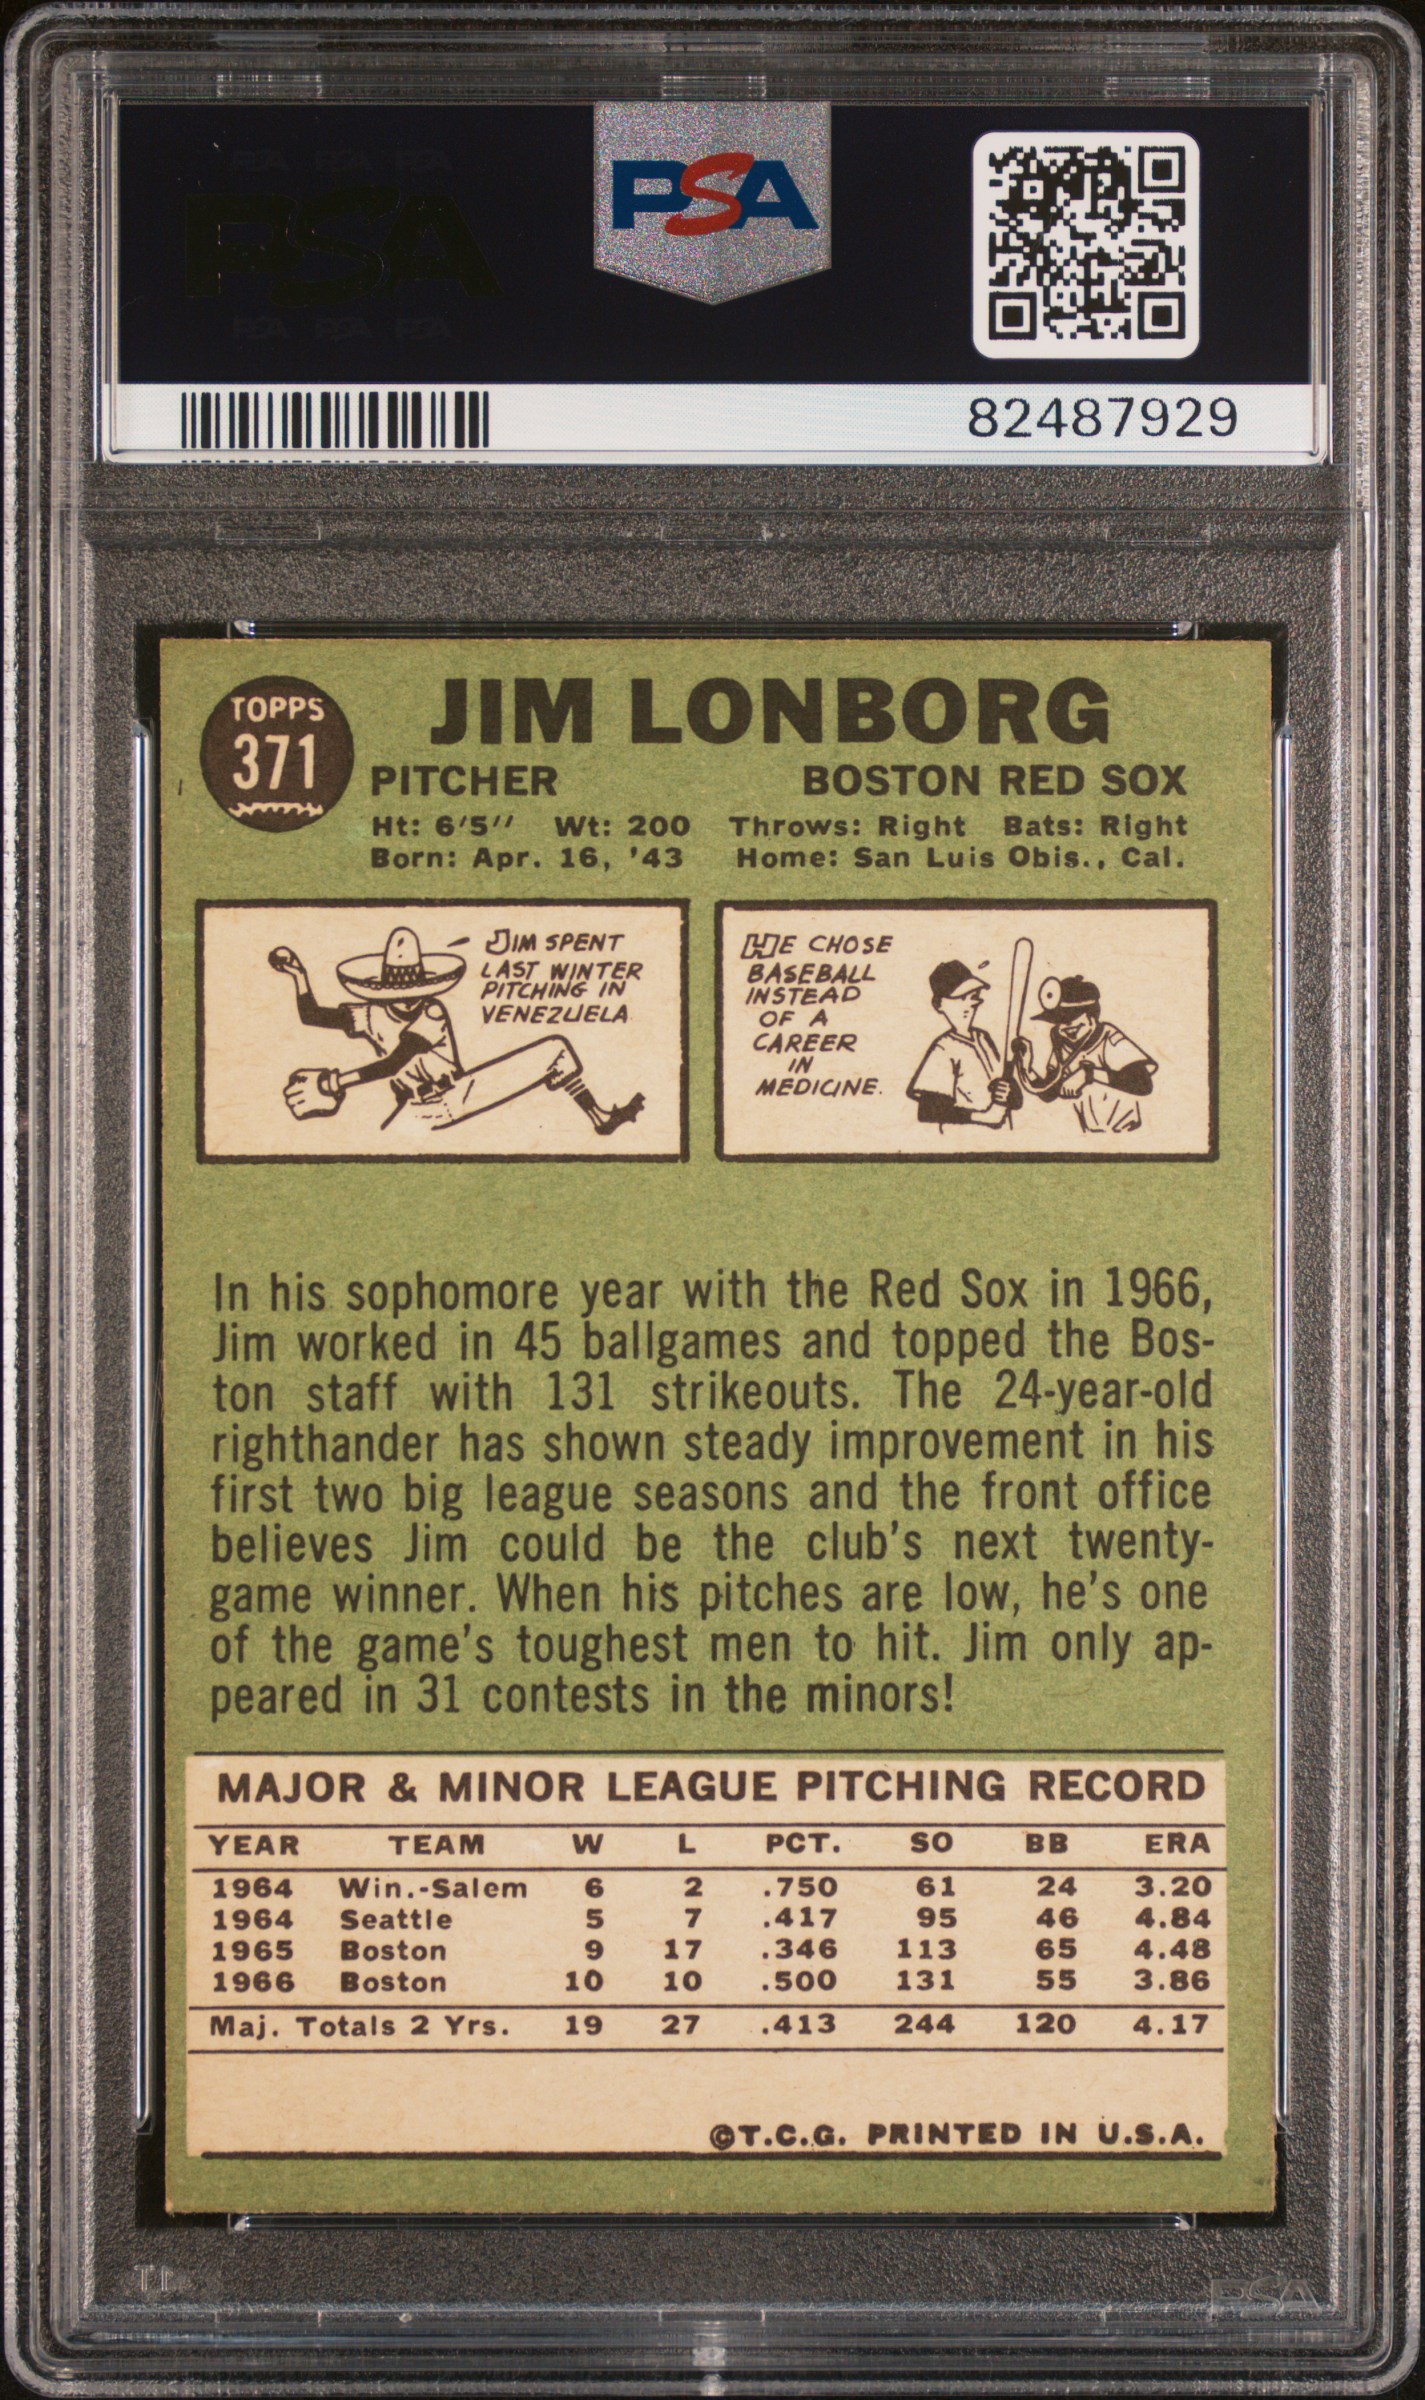 PSA PSA PSA
PSA
PSA PSA PSA
PSA
82487929
TOPPS
371
JIM LONBORG
PITCHER BOSTON RED SOX
Ht: 6'5'' Wt: 200 Throws: Right Bats: Right
Born: Apr. 16, '43 Home: San Luis Obis., Cal.
JIM SPENT
LAST WINTER
PITCHING IN
VENEZUELA
HE CHOSE
BASEBALL
INSTEAD
OF A
CAREER
IN
MEDICINE.
In his sophomore year with the Red Sox in 1966,
Jim worked in 45 ballgames and topped the Bos-
ton staff with 131 strikeouts. The 24-year-old
righthander has shown steady improvement in his
first two big league seasons and the front office
believes Jim could be the club's next twenty-
game winner. When his pitches are low, he's one
of the game's toughest men to hit. Jim only ap-
peared in 31 contests in the minors!
MAJOR & MINOR LEAGUE PITCHING RECORD
YEAR TEAM W L PCT. SO BB ERA
1964 Win.-Salem 6 2 .750 61 24 3.20
1964 Seattle 5 7 .417 95 46 4.84
1965 Boston 9 17 .346 113 65 4.48
1966 Boston 10 10 .500 131 55 3.86
Maj. Totals 2 Yrs. 19 27 .413 244 120 4.17
©T.C.G. PRINTED IN U.S.A.
PSA